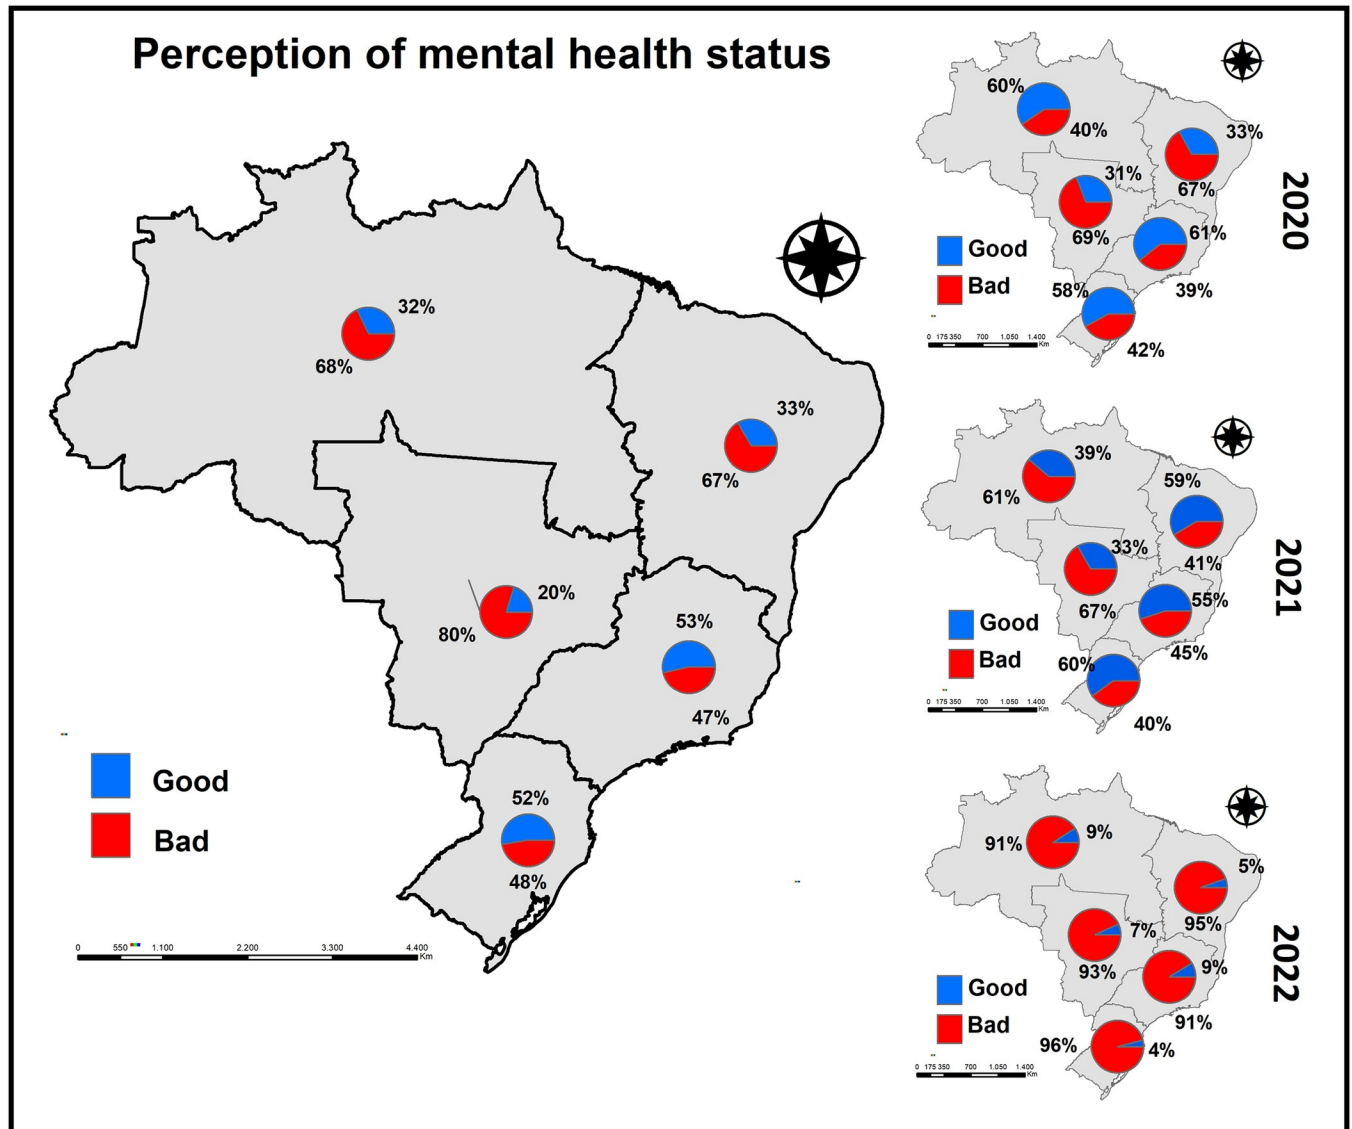 Perception of mental health status
32%
68%
33%
67%
20%
80%
53%
47%
52%
48%
Good
Bad
0 550 1.100 2.200 3.300 4.400
Km
60%
40%
33%
67%
31%
69%
61%
39%
58%
42%
Good
Bad
0 175 350 700 1.050 1.400
Km
2020
39%
61%
59%
41%
33%
67%
55%
45%
60%
40%
Good
Bad
0 175 350 700 1.050 1.400
Km
2021
91%
9%
5%
95%
7%
93%
9%
91%
96%
4%
Good
Bad
0 175 350 700 1.050 1.400
Km
2022